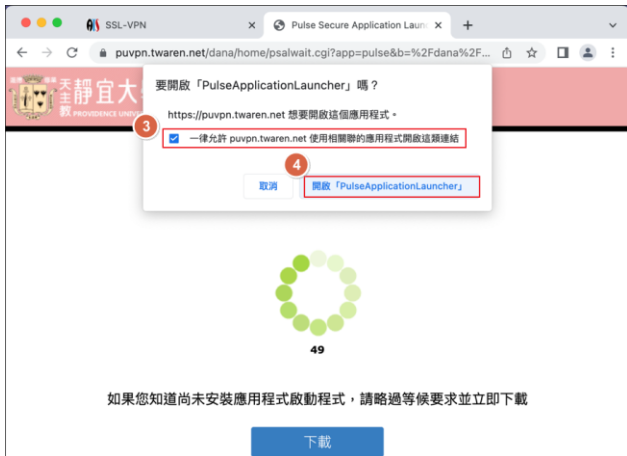 SSL-VPN
Pulse Secure Application Laun
puvpn.twaren.net/dana/home/psalwait.cgi?app=pulse&b=%2Fdana%2F...
天主教 靜宜大
PROVIDENCE UNIVE
要開啟「PulseApplicationLauncher」嗎？
https://puvpn.twaren.net 想要開啟這個應用程式。
3
一律允許 puvpn.twaren.net 使用相關聯的應用程式開啟這類連結
4
取消
開啟「PulseApplicationLauncher」
49
如果您知道尚未安裝應用程式啟動程式，請略過等候要求並立即下載
下載